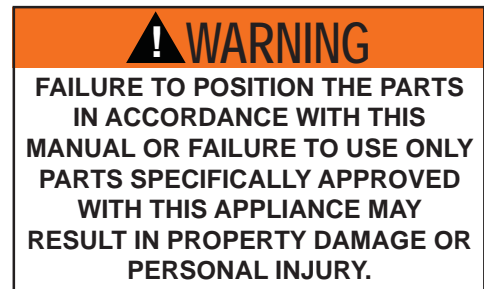 ! WARNING
FAILURE TO POSITION THE PARTS
IN ACCORDANCE WITH THIS
MANUAL OR FAILURE TO USE ONLY
PARTS SPECIFICALLY APPROVED
WITH THIS APPLIANCE MAY
RESULT IN PROPERTY DAMAGE OR
PERSONAL INJURY.